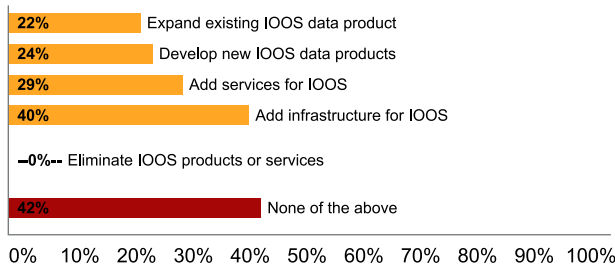 22% Expand existing IOOS data product
24% Develop new IOOS data products
29% Add services for IOOS
40% Add infrastructure for IOOS
–0%-- Eliminate IOOS products or services
42% None of the above
0% 10% 20% 30% 40% 50% 60% 70% 80% 90% 100%